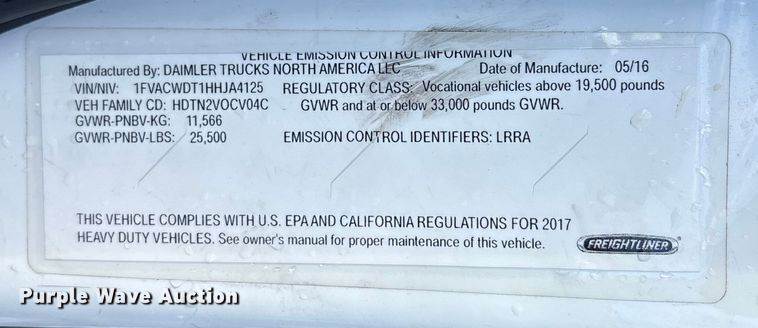 VEHICLE EMISSION CONTROL INFORMATION
Manufactured By: DAIMLER TRUCKS NORTH AMERICA LLC Date of Manufacture: 05/16
VIN/NIV: 1FVACWDT1HHJA4125 REGULATORY CLASS: Vocational vehicles above 19,500 pounds
VEH FAMILY CD: HDTN2VOCV04C GVWR and at or below 33,000 pounds GVWR.
GVWR-PNBV-KG: 11,566
GVWR-PNBV-LBS: 25,500 EMISSION CONTROL IDENTIFIERS: LRRA
THIS VEHICLE COMPLIES WITH U.S. EPA AND CALIFORNIA REGULATIONS FOR 2017
HEAVY DUTY VEHICLES. See owner's manual for proper maintenance of this vehicle.
FREIGHTLINER
Purple Wave Auction